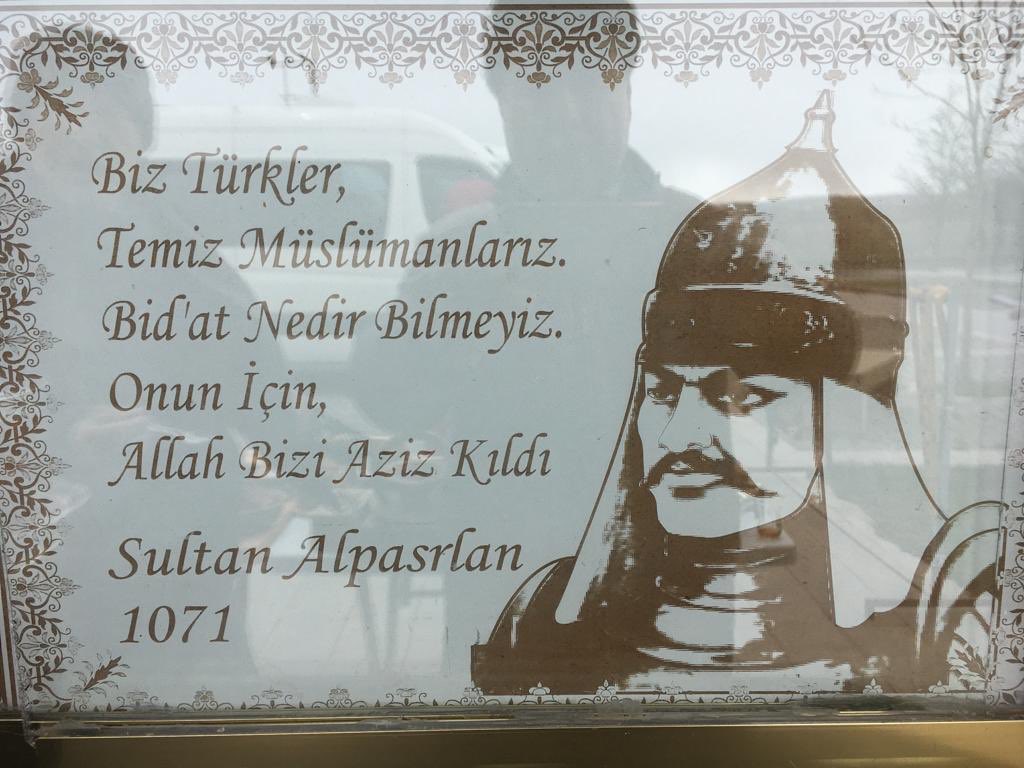 Biz Türkler,
Temiz Müslümanlarız.
Bid'at Nedir Bilmeyiz.
Onun İçin,
Allah Bizi Aziz Kıldı
Sultan Alpasrlan
1071